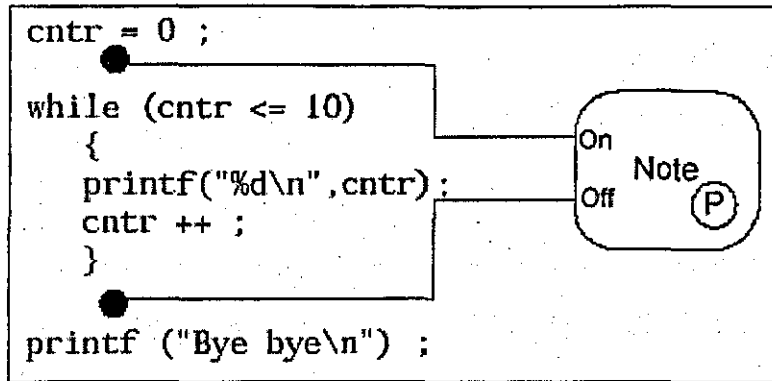 cntr = 0 ;
while (cntr <= 10)
{
printf("%d\n",cntr);
cntr ++ ;
}
printf ("Bye bye\n") ;
On
Note
Off
P